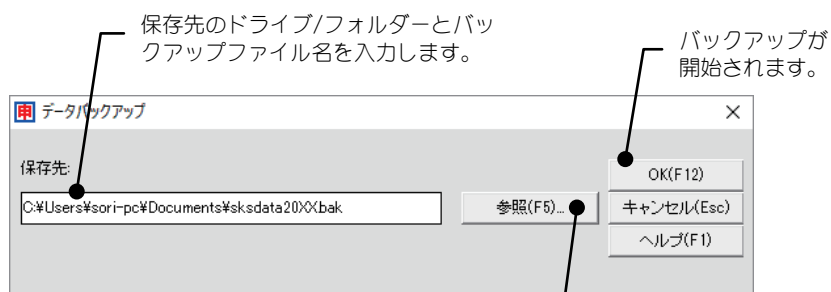 保存先のドライブ/フォルダーとバッ
クアップファイル名を入力します。
バックアップが
開始されます。
申 データバックアップ
保存先:
OK(F12)
C:¥Users¥sori-pc¥Documents¥sksdata20XX.bak
参照(F5)...
キャンセル(Esc)
ヘルプ(F1)